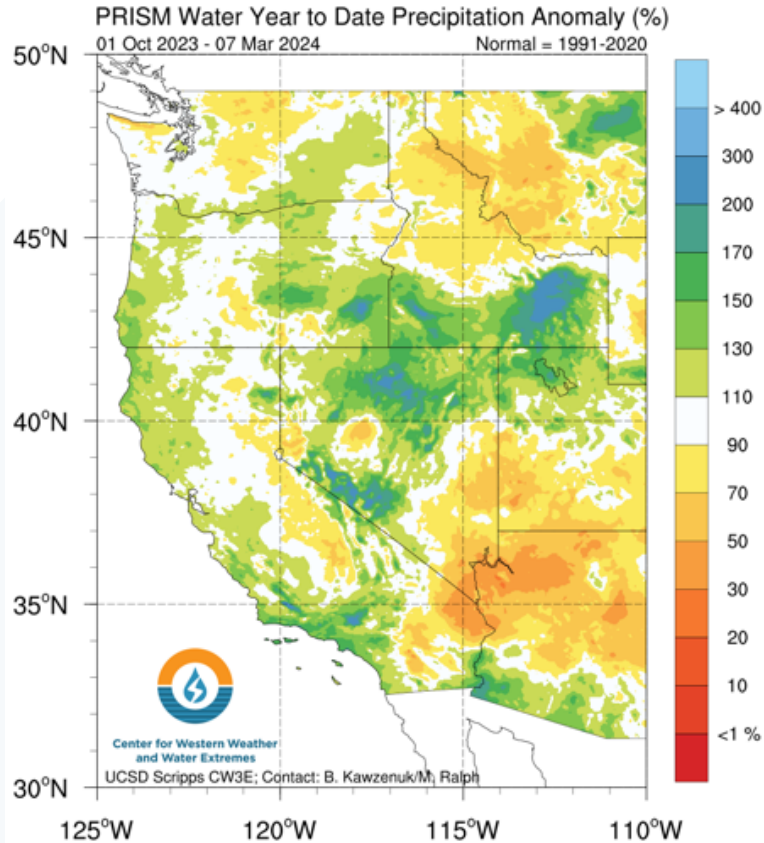 PRISM Water Year to Date Precipitation Anomaly (%)
01 Oct 2023 - 07 Mar 2024 Normal = 1991-2020
50°N
45°N
40°N
35°N
30°N
125°W 120°W 115°W 110°W
> 400
300
200
170
150
130
110
90
70
50
30
20
10
<1 %
Center for Western Weather
and Water Extremes
UCSD Scripps CW3E; Contact: B. Kawzenuk/M. Ralph